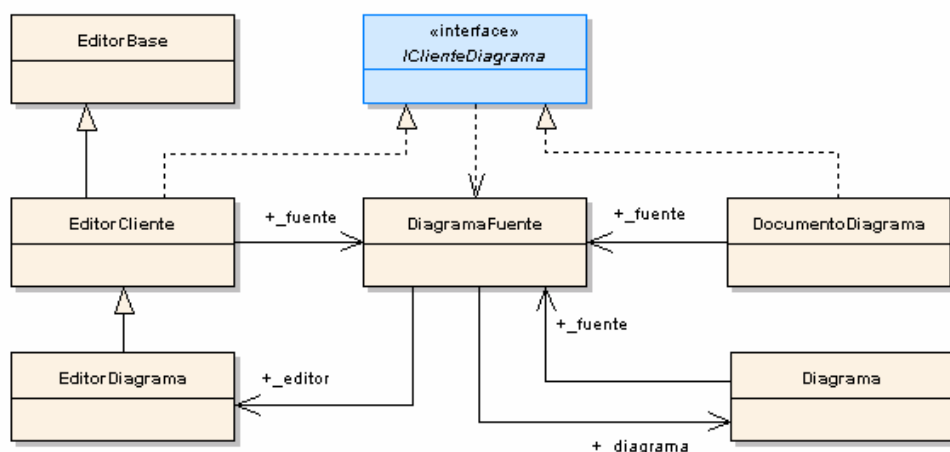 EditorBase
«interface»
IClienteDiagrama
EditorCliente
+_fuente
DiagramaFuente
+_fuente
DocumentoDiagrama
+_fuente
EditorDiagrama
+_editor
Diagrama
+_diagrama